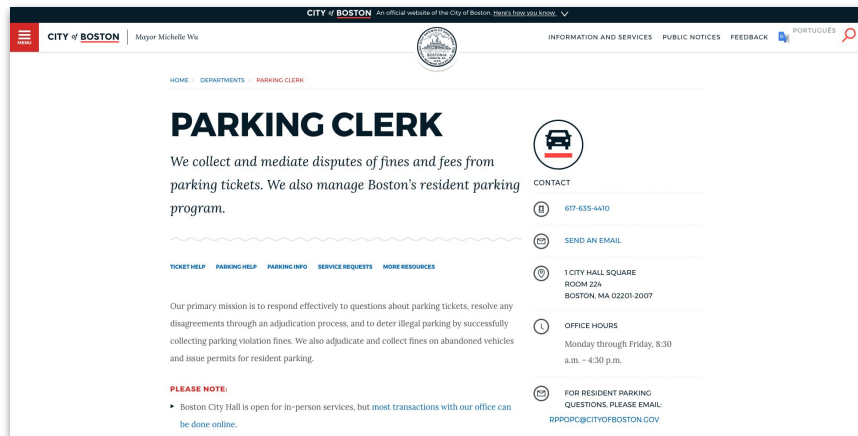 CITY of BOSTON An official website of the City of Boston. Here's how you know
MENU
CITY of BOSTON
Mayor Michelle Wu
BOSTONIA
INFORMATION AND SERVICES PUBLIC NOTICES FEEDBACK
PORTUGUÊS
HOME › DEPARTMENTS › PARKING CLERK
PARKING CLERK
We collect and mediate disputes of fines and fees from
parking tickets. We also manage Boston's resident parking
program.
TICKET HELP PARKING HELP PARKING INFO SERVICE REQUESTS MORE RESOURCES
Our primary mission is to respond effectively to questions about parking tickets, resolve any
disagreements through an adjudication process, and to deter illegal parking by successfully
collecting parking violation fines. We also adjudicate and collect fines on abandoned vehicles
and issue permits for resident parking.
PLEASE NOTE:
Boston City Hall is open for in-person services, but most transactions with our office can
be done online.
CONTACT
617-635-4410
SEND AN EMAIL
1 CITY HALL SQUARE
ROOM 224
BOSTON, MA 02201-2007
OFFICE HOURS
Monday through Friday, 8:30
a.m. - 4:30 p.m.
FOR RESIDENT PARKING
QUESTIONS, PLEASE EMAIL:
RPPOPC@CITYOFBOSTON.GOV